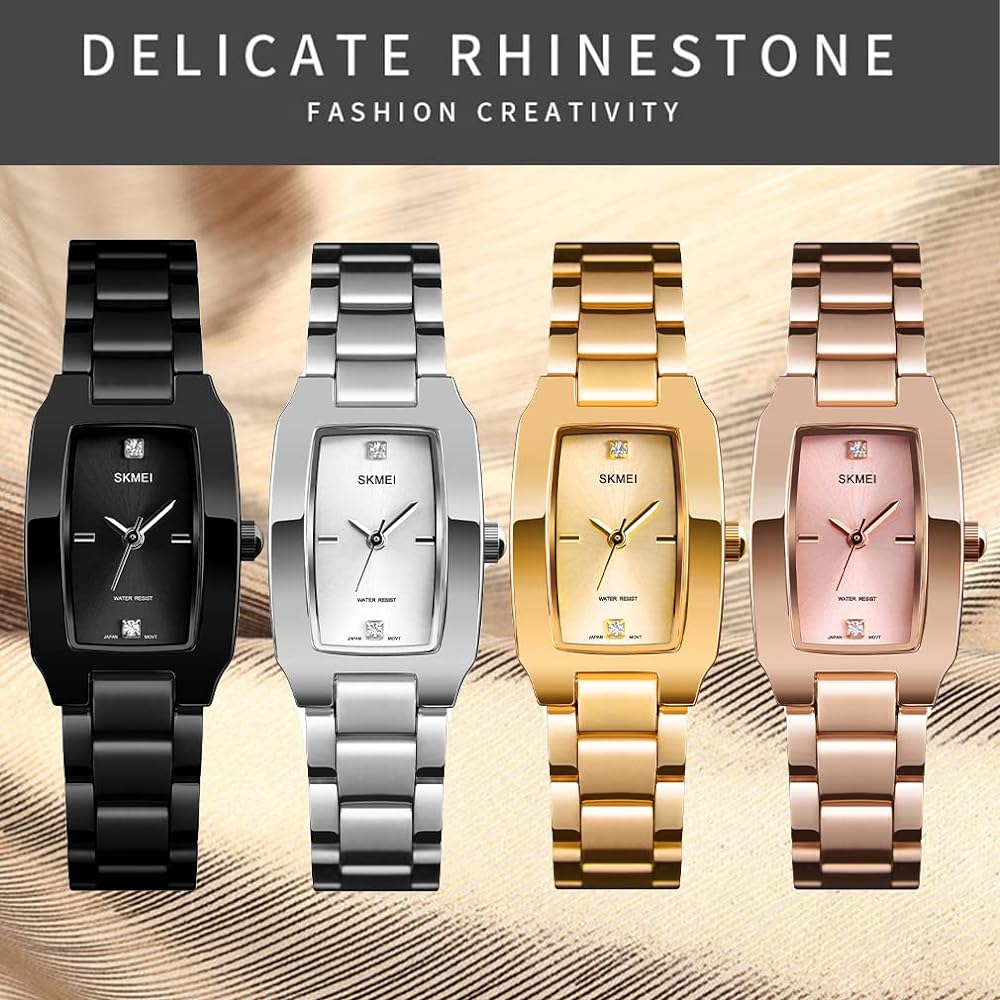 DELICATE RHINESTONE
FASHION CREATIVITY
SKMEI
WATER RESIST
JAPAN MOVT
SKMEI
WATER RESIST
JAPAN MOVT
SKMEI
WATER RESIST
JAPAN MOVT
SKMEI
WATER RESIST
JAPAN MOVT